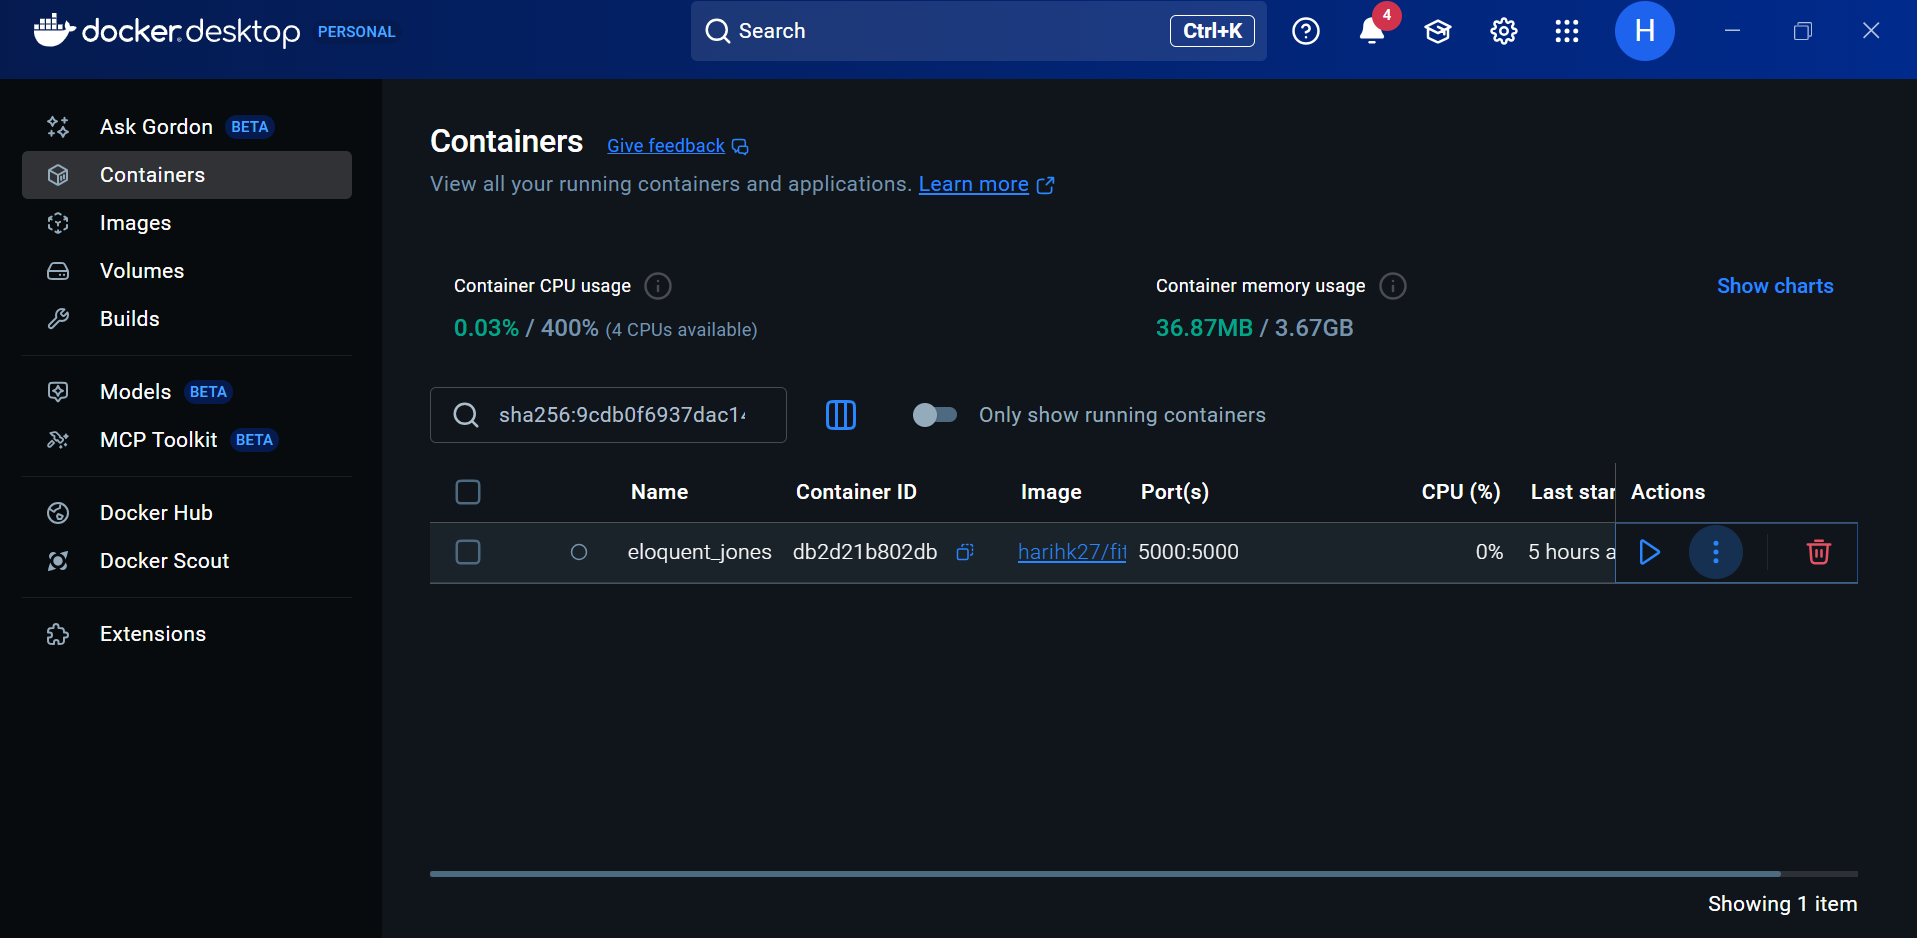 docker desktop PERSONAL
Search
Ctrl+K
4
H
Ask Gordon BETA
Containers
Images
Volumes
Builds
Models BETA
MCP Toolkit BETA
Docker Hub
Docker Scout
Extensions
Containers Give feedback
View all your running containers and applications. Learn more
Container CPU usage
0.03% / 400% (4 CPUs available)
Container memory usage
36.87MB / 3.67GB
Show charts
sha256:9cdb0f6937dac1
Only show running containers
Name Container ID Image Port(s) CPU (%) Last star Actions
eloquent_jones db2d21b802db harihk27/fit 5000:5000 0% 5 hours a
Showing 1 item